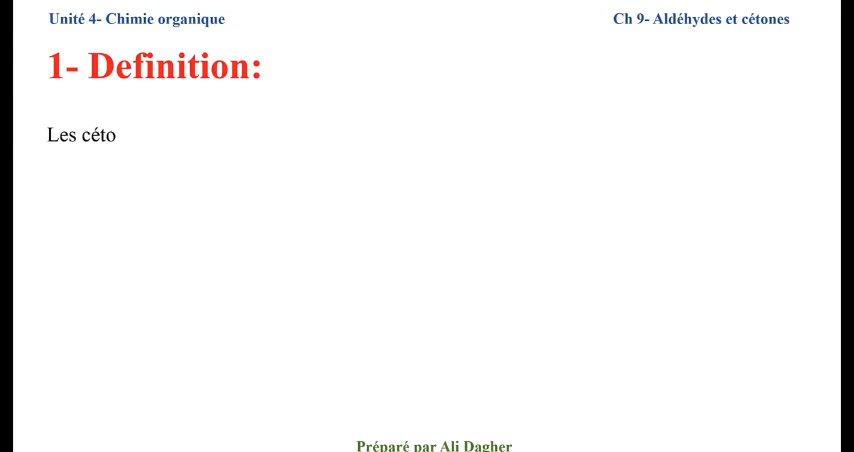 Unité 4- Chimie organique
Ch 9- Aldéhydes et cétones
1- Definition:
Les céto
Préparé par Ali Dagher